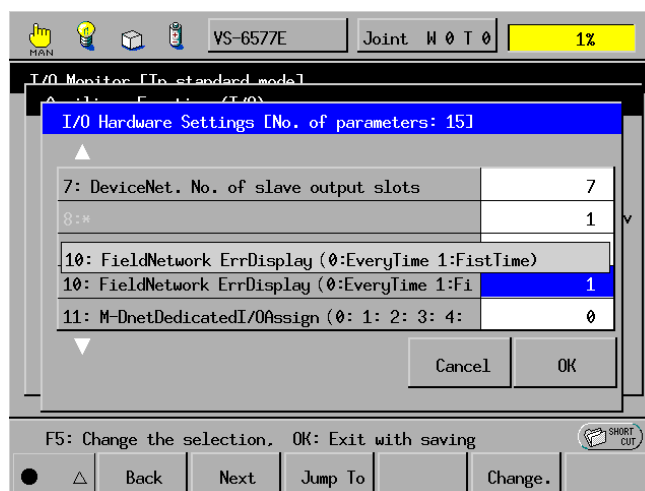 MAN
VS-6577E
Joint W 0 T 0
1%
I/O Monitor [In standard mode]
I/O Hardware Settings [No. of parameters: 15]
7: DeviceNet. No. of slave output slots
7
8:*
1
10: FieldNetwork ErrDisplay (0:EveryTime 1:FistTime)
10: FieldNetwork ErrDisplay (0:EveryTime 1:Fi
1
11: M-DnetDedicatedI/OAssign (0: 1: 2: 3: 4:
0
Cancel
OK
F5: Change the selection, OK: Exit with saving
SHORT
CUT
Back
Next
Jump To
Change.